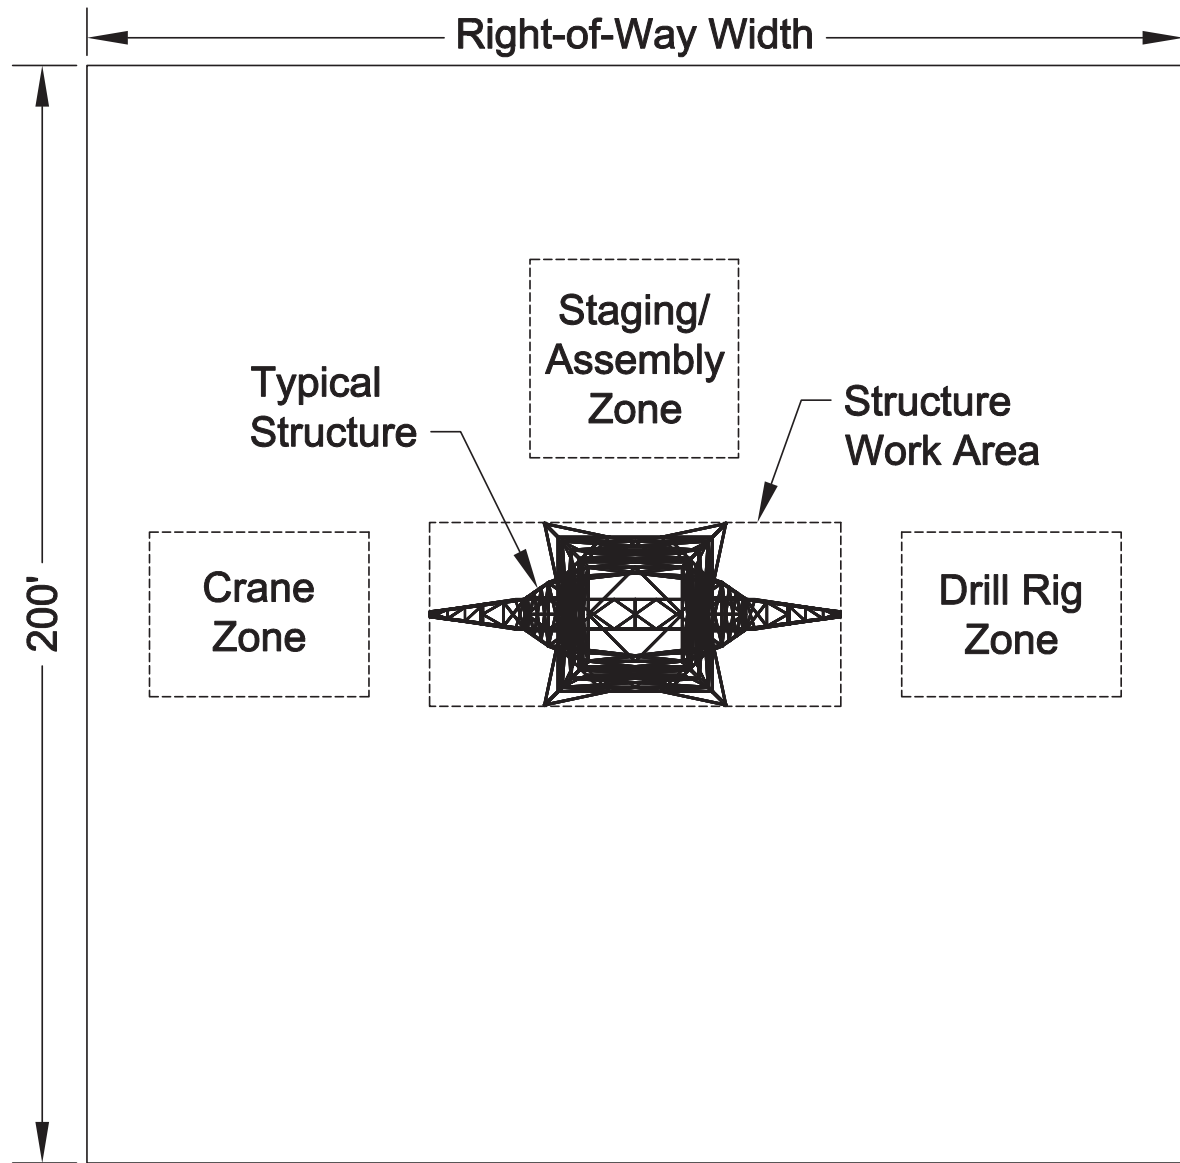 Right-of-Way Width
Staging/
Assembly
Zone
Typical
Structure
Structure
Work Area
Crane
Zone
Drill Rig
Zone
200'